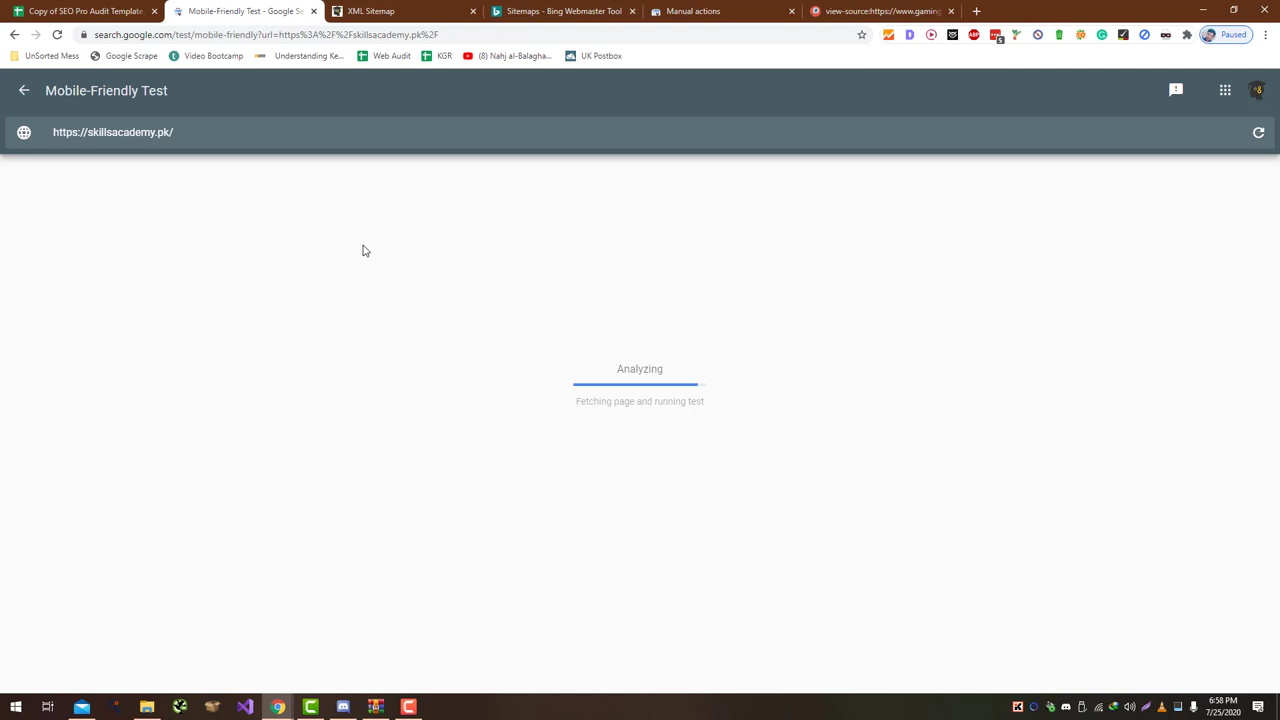 Copy of SEO Pro Audit Template
Mobile-Friendly Test - Google Se
XML Sitemap
Sitemaps - Bing Webmaster Tool
Manual actions
view-source:https://www.gaming
search.google.com/test/mobile-friendly?url=https%3A%2F%2Fskillsacademy.pk%2F
Paused
UnSorted Mess
Google Scrape
Video Bootcamp
Understanding Ke...
Web Audit
KGR
(8) Nahj al-Balagha...
UK Postbox
Mobile-Friendly Test
https://skillsacademy.pk/
Analyzing
Fetching page and running test
6:58 PM
7/25/2020